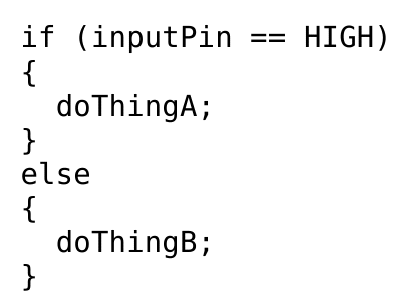 if (inputPin == HIGH)
{
  doThingA;
}
else
{
  doThingB;
}